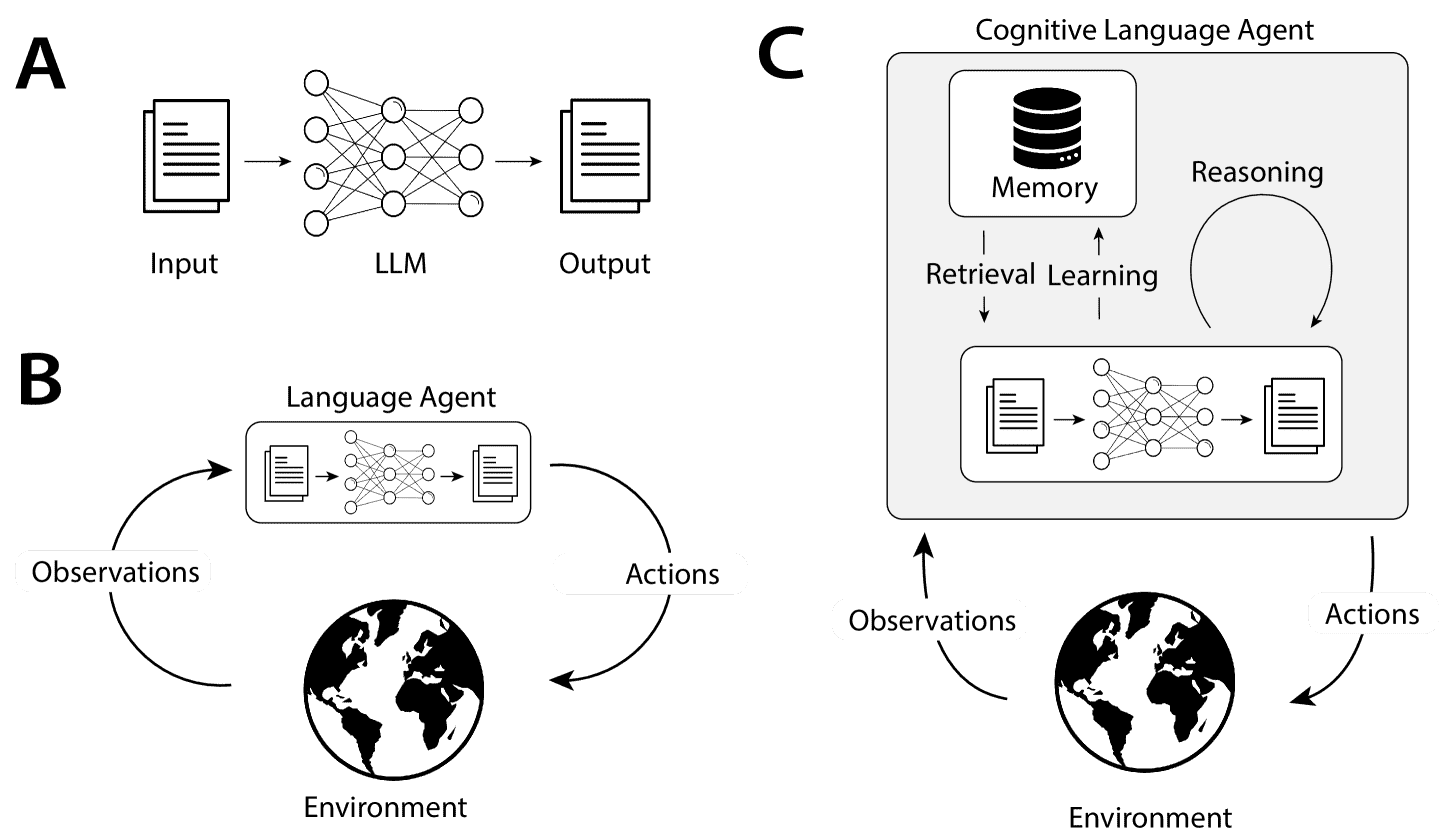 A
Input
LLM
Output
B
Language Agent
Observations
Actions
Environment
C
Cognitive Language Agent
Memory
Retrieval
Learning
Reasoning
Observations
Actions
Environment